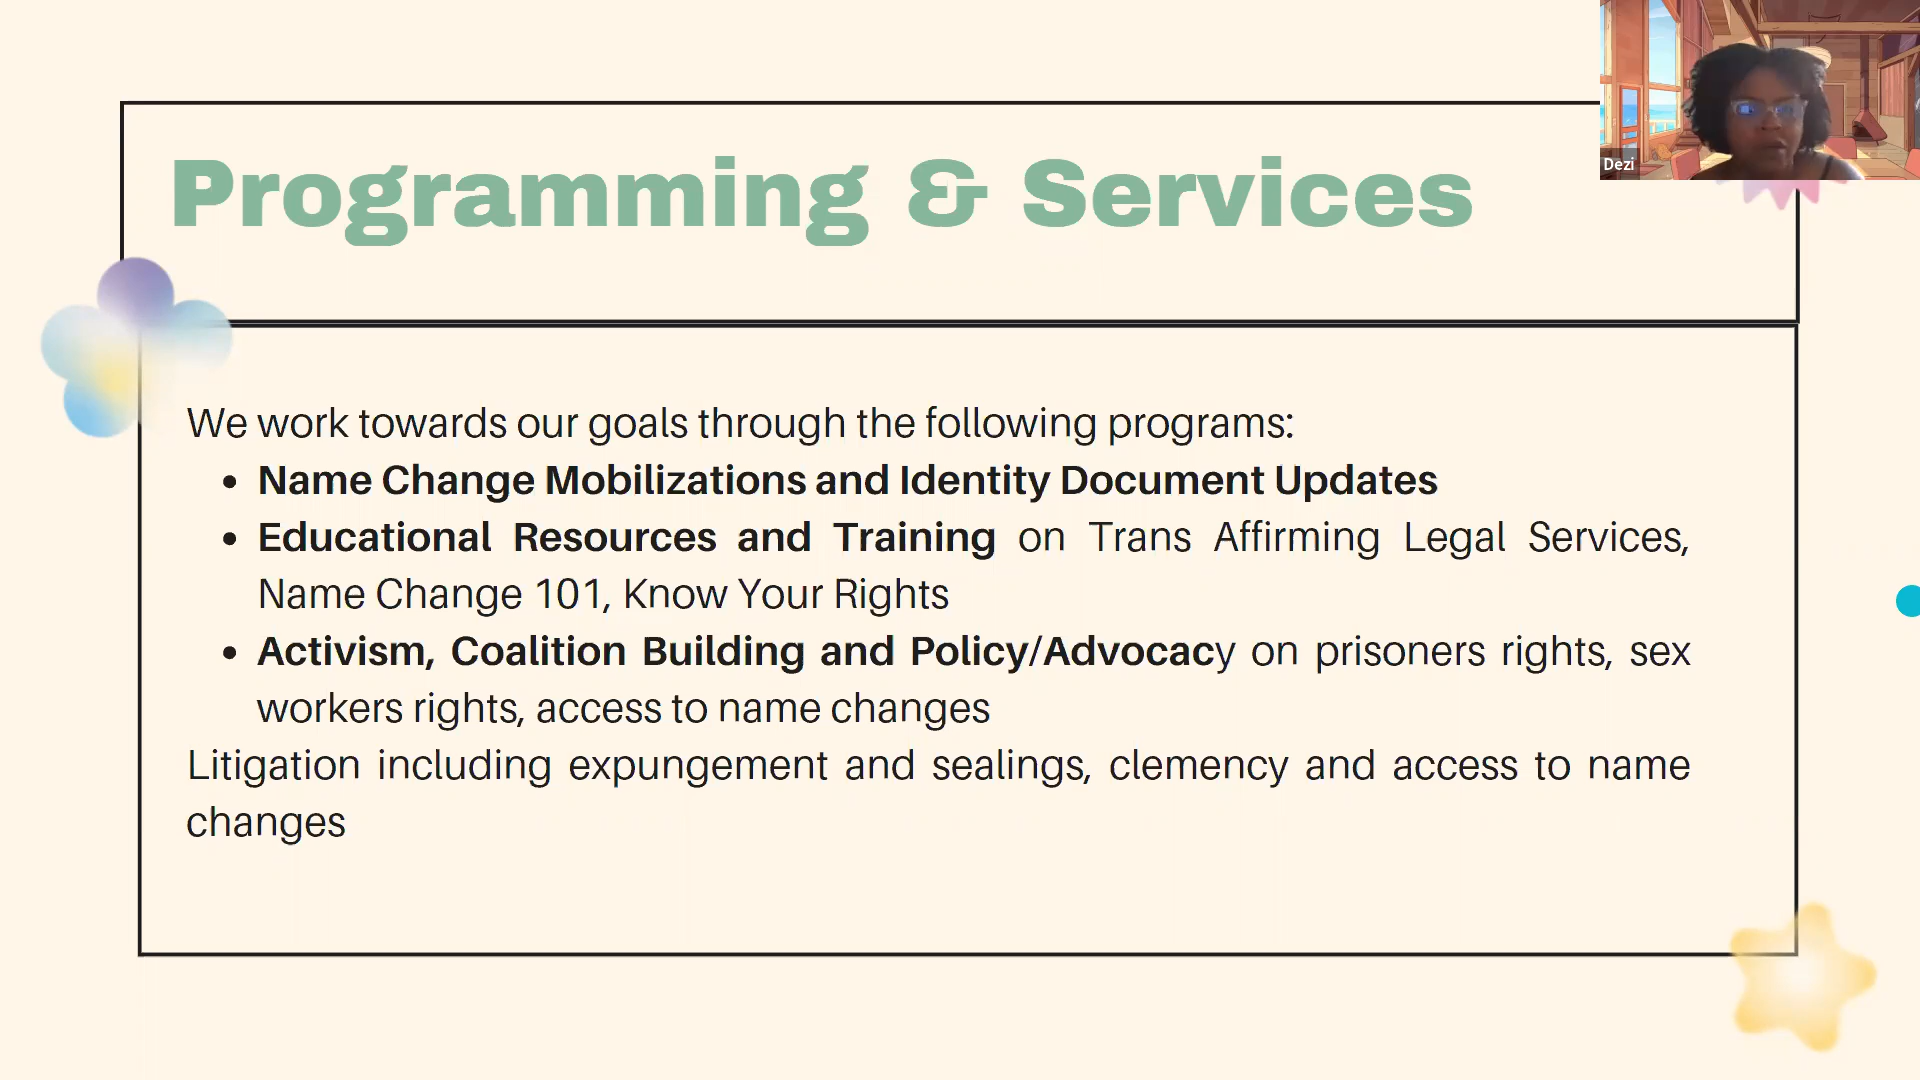 Programming & Services
Dezi
We work towards our goals through the following programs:
• Name Change Mobilizations and Identity Document Updates
• Educational Resources and Training on Trans Affirming Legal Services,
Name Change 101, Know Your Rights
• Activism, Coalition Building and Policy/Advocacy on prisoners rights, sex
workers rights, access to name changes
Litigation including expungement and sealings, clemency and access to name
changes